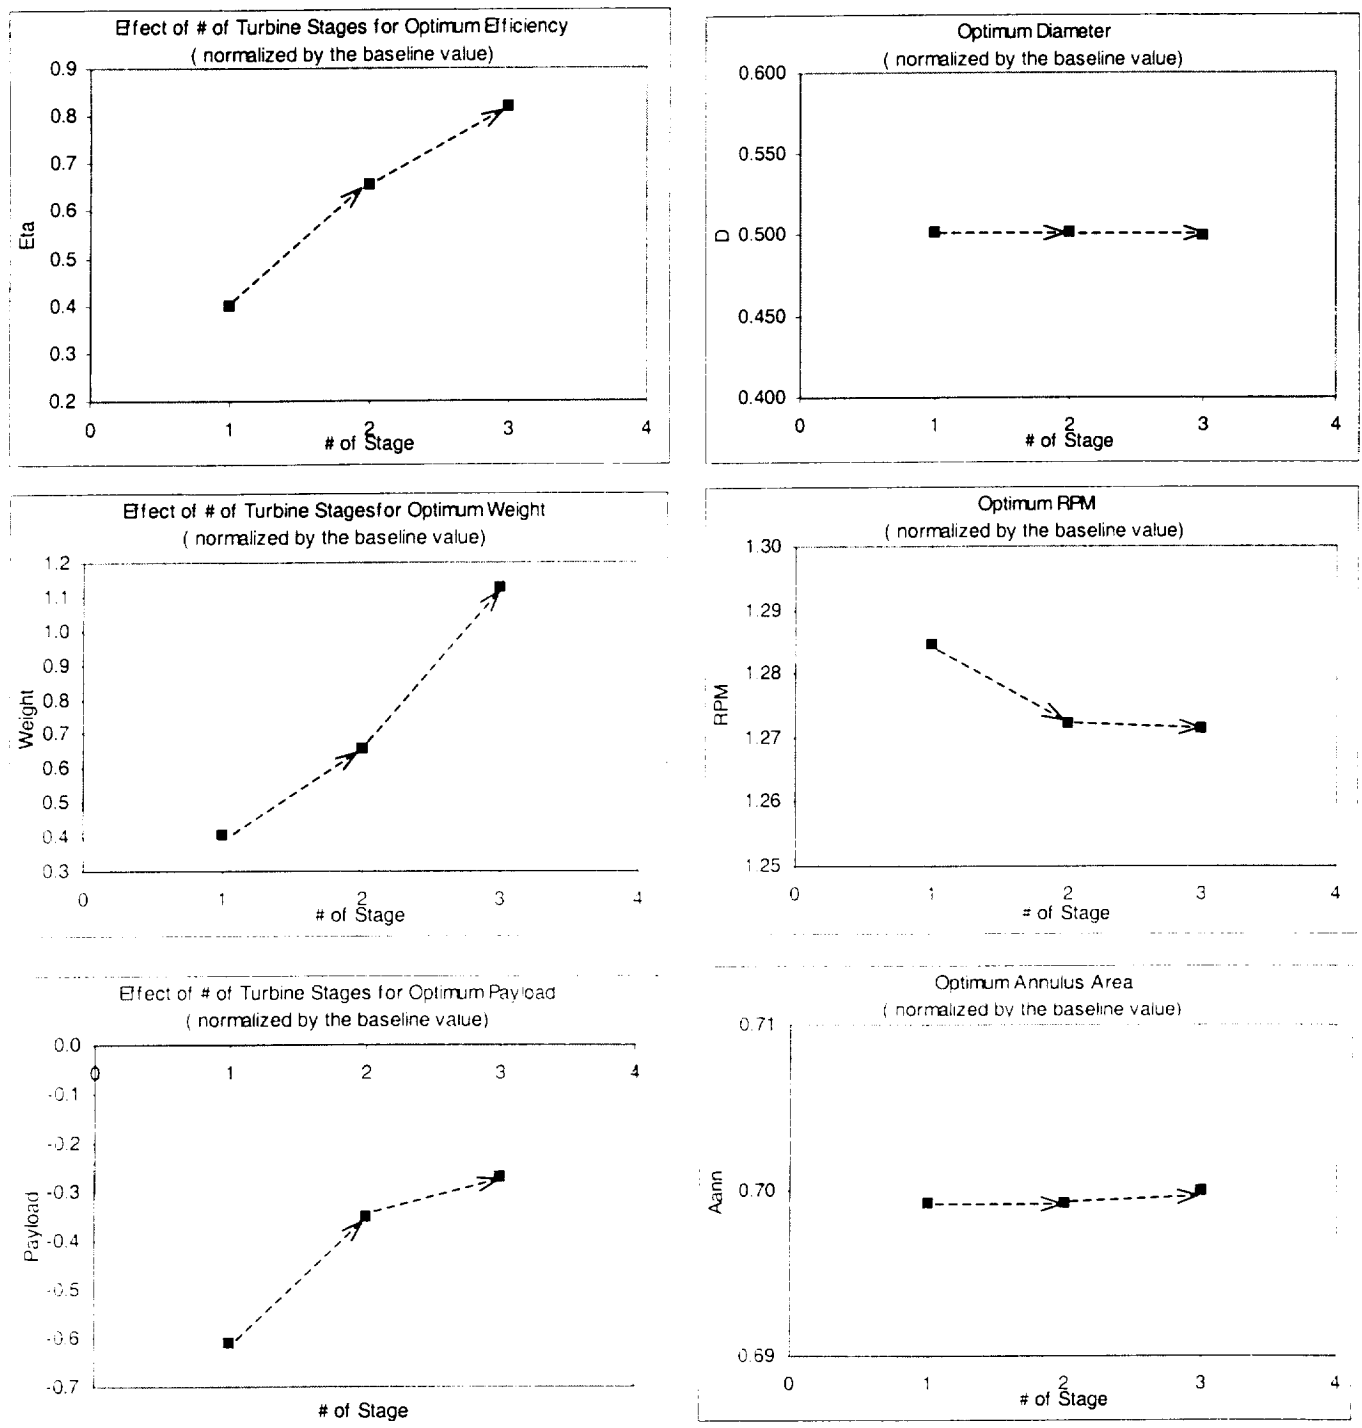 Effect of # of Turbine Stages for Optimum Efficiency
( normalized by the baseline value)
0.9
0.8
0.7
0.6
0.5
0.4
0.3
0.2
Eta
0 1 2 3 4
# of Stage
Optimum Diameter
( normalized by the baseline value)
0.600
0.550
0.500
0.450
0.400
D
0 1 2 3 4
# of Stage
Effect of # of Turbine Stagesfor Optimum Weight
( normalized by the baseline value)
1.2
1.1
1.0
0.9
0.8
0.7
0.6
0.5
0.4
0.3
Weight
0 1 2 3 4
# of Stage
Optimum RPM
( normalized by the baseline value)
1.30
1.29
1.28
1.27
1.26
1.25
RPM
0 1 2 3 4
# of Stage
Effect of # of Turbine Stages for Optimum Payload
( normalized by the baseline value)
0.0
0 1 2 3 4
-0.1
-0.2
-0.3
-0.4
-0.5
-0.6
-0.7
Payload
# of Stage
Optimum Annulus Area
( normalized by the baseline value)
0.71
0.70
0.69
Aann
0 1 2 3 4
# of Stage